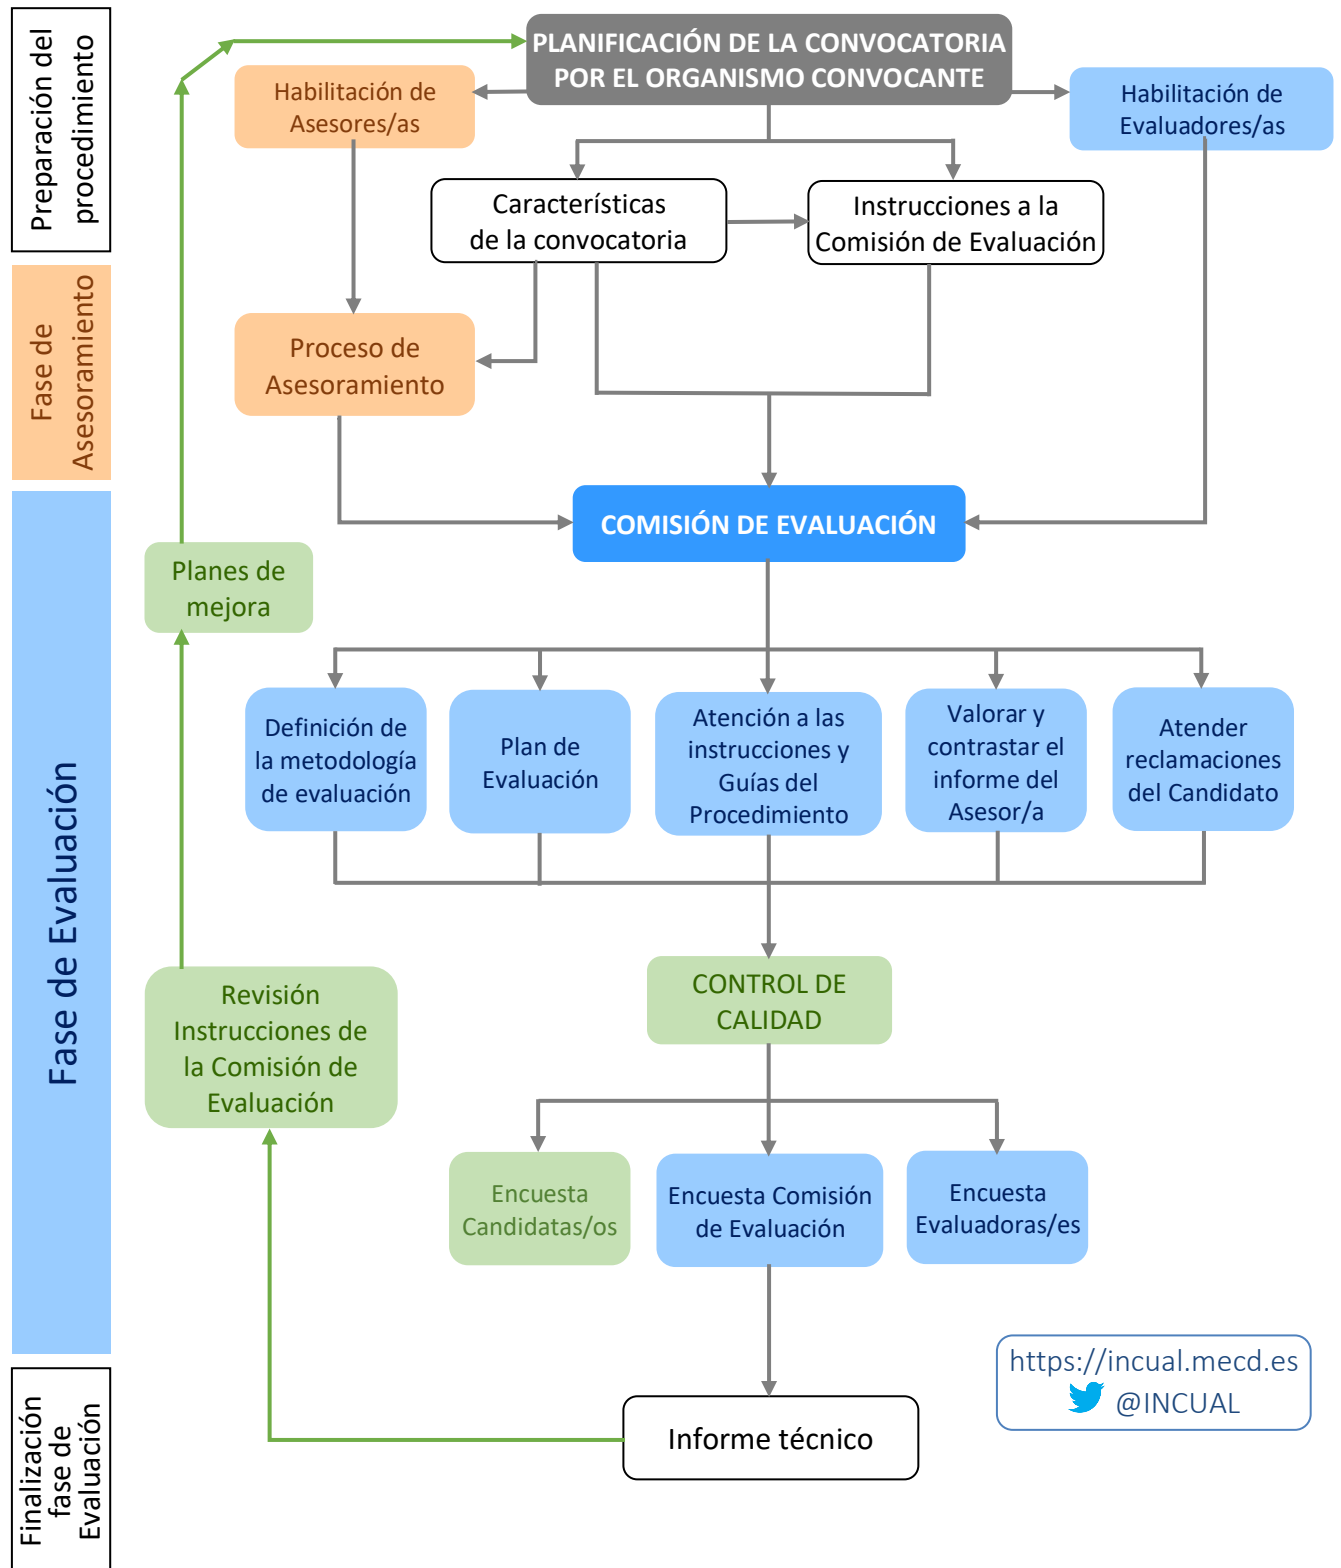 Preparación del
procedimiento
PLANIFICACIÓN DE LA CONVOCATORIA
POR EL ORGANISMO CONVOCANTE
Habilitación de
Asesores/as
Habilitación de
Evaluadores/as
Características
de la convocatoria
Instrucciones a la
Comisión de Evaluación
Fase de
Asesoramiento
Proceso de
Asesoramiento
Fase de Evaluación
COMISIÓN DE EVALUACIÓN
Planes de
mejora
Definición de
la metodología
de evaluación
Plan de
Evaluación
Atención a las
instrucciones y
Guías del
Procedimiento
Valorar y
contrastar el
informe del
Asesor/a
Atender
reclamaciones
del Candidato
Revisión
Instrucciones de
la Comisión de
Evaluación
CONTROL DE
CALIDAD
Encuesta
Candidatas/os
Encuesta Comisión
de Evaluación
Encuesta
Evaluadoras/es
https://incual.mecd.es
@INCUAL
Finalización
fase de
Evaluación
Informe técnico